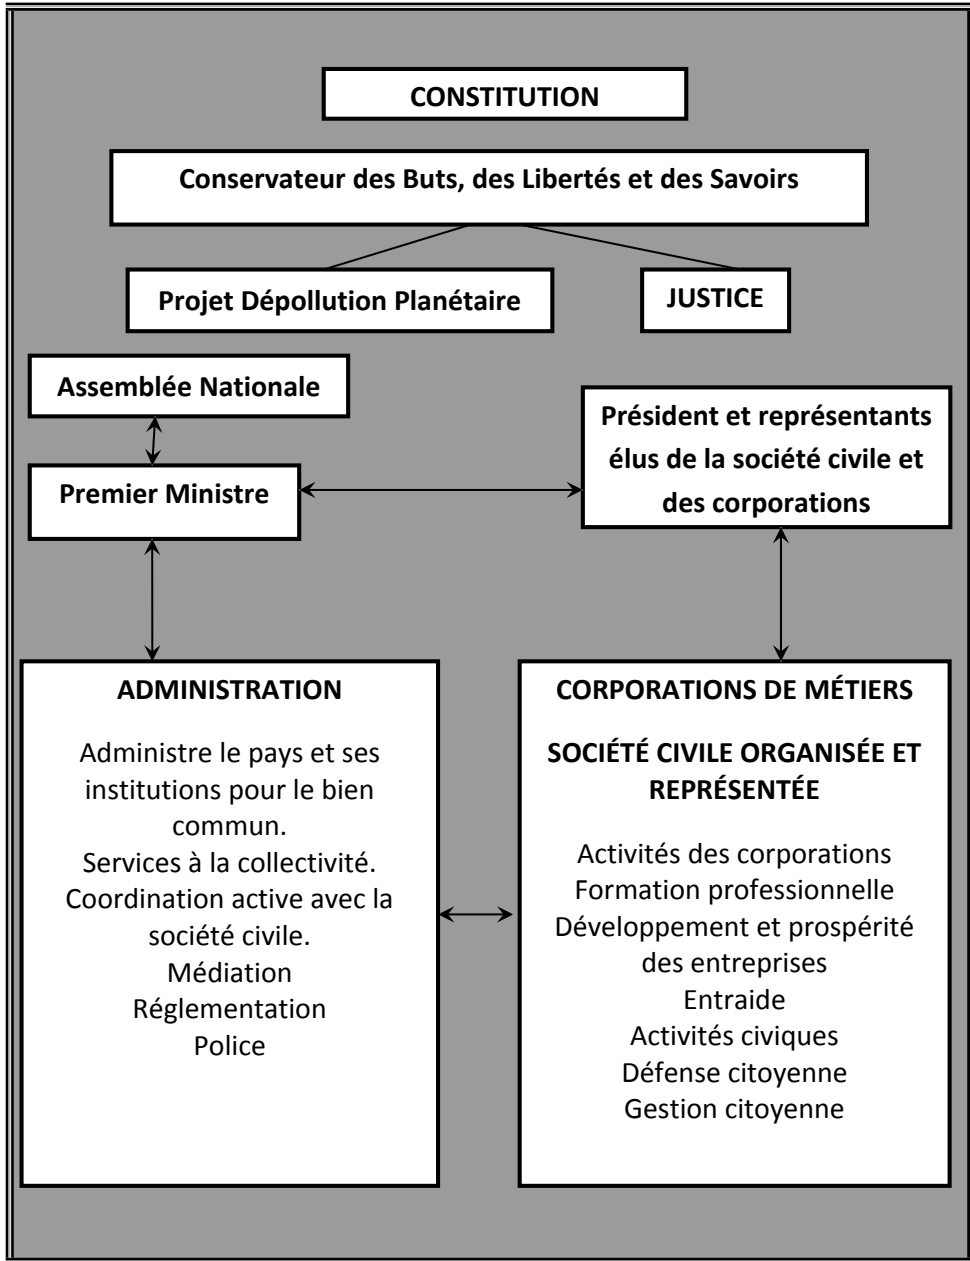 CONSTITUTION
Conservateur des Buts, des Libertés et des Savoirs
Projet Dépollution Planétaire
JUSTICE
Assemblée Nationale
Président et représentants
élus de la société civile et
des corporations
Premier Ministre
ADMINISTRATION
Administre le pays et ses
institutions pour le bien
commun.
Services à la collectivité.
Coordination active avec la
société civile.
Médiation
Réglementation
Police
CORPORATIONS DE MÉTIERS
SOCIÉTÉ CIVILE ORGANISÉE ET
REPRÉSENTÉE
Activités des corporations
Formation professionnelle
Développement et prospérité
des entreprises
Entraide
Activités civiques
Défense citoyenne
Gestion citoyenne